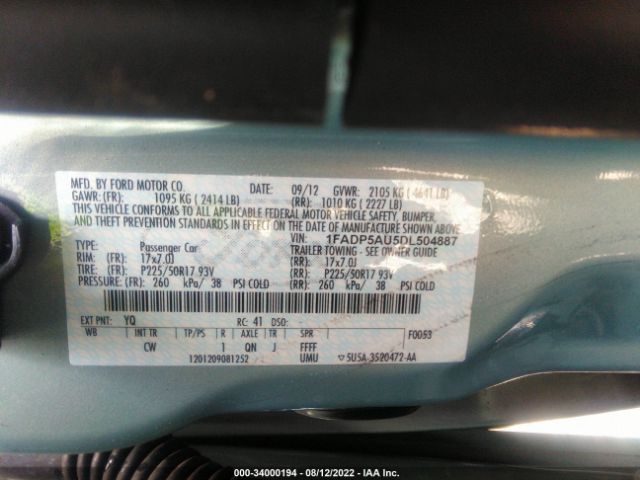 MFD. BY FORD MOTOR CO. DATE: 09/12 GVWR: 2105 KG ( 4641 LB)
GAWR: (FR): 1095 KG ( 2414 LB) (RR): 1010 KG ( 2227 LB)
THIS VEHICLE CONFORMS TO ALL APPLICABLE FEDERAL MOTOR VEHICLE SAFETY, BUMPER,
AND THEFT PREVENTION STANDARDS IN EFFECT ON THE DATE OF MANUFACTURE SHOWN ABOVE.
VIN: 1FADP5AU5DL504887
TYPE: Passenger Car TRAILER TOWING - SEE OWNER GUIDE
RIM: (FR): 17x7.0J (RR): 17x7.0J
TIRE: (FR): P225/50R17 93V (RR): P225/50R17 93V
PRESSURE: (FR): 260 kPa/ 38 PSI COLD (RR): 260 kPa/ 38 PSI COLD
EXT PNT: YQ RC: 41 DSO: -
WB INT TR TP/PS R AXLE TR SPR F0053
CW 1 QN J FFFF
1201209081252 UMU 5U5A-3520472-AA
000-34000194 - 08/12/2022 - IAA Inc.